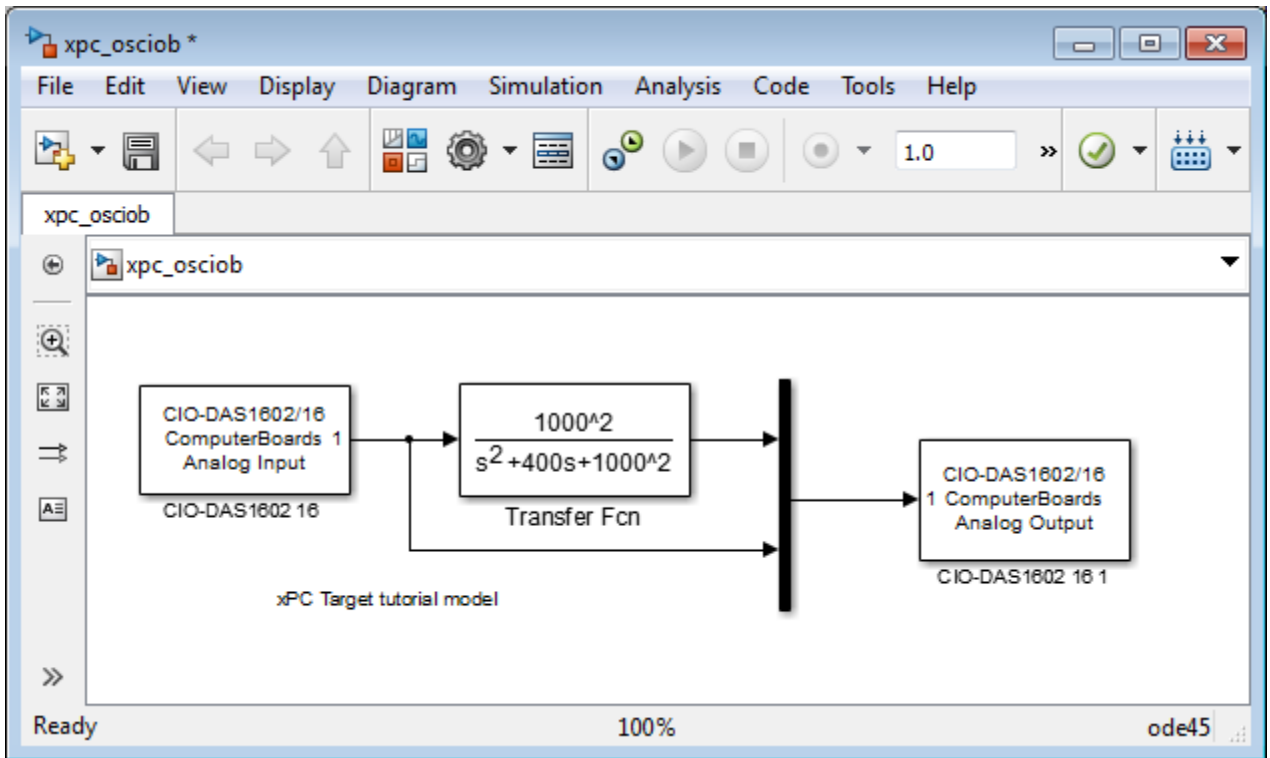 xpc_osciob *
File Edit View Display Diagram Simulation Analysis Code Tools Help
1.0 »
xpc_osciob
xpc_osciob
CIO-DAS1602/16
ComputerBoards 1
Analog Input
CIO-DAS1602 16
1000^2
s2+400s+1000^2
Transfer Fcn
CIO-DAS1602/16
1 ComputerBoards
Analog Output
CIO-DAS1602 16 1
xPC Target tutorial model
Ready 100% ode45